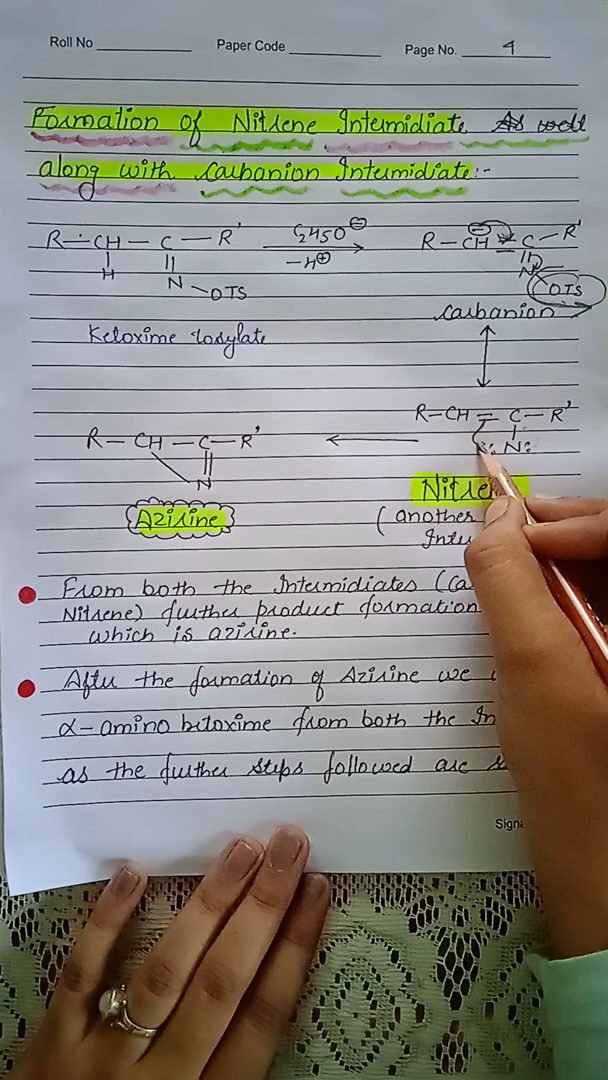 Roll No Paper Code Page No. 4
Formation of Nitrene Intermidiate As well
along with Carbanion Intermidiate:-
R-CH-C-R' C2H5O⊖ R-CH-C-R'
H N-OTS -H⊕ N OTS
Ketoxime Tosylate
carbanion
R-CH=C-R'
N:
R-CH-C-R'
N
Azirine
(another
From both the Intermidiates (Ca
Nitrene) further product formation
which is azirine.
After the formation of Azirine we
α-amino ketoxime from both the In
as the further steps followed are s
Signa